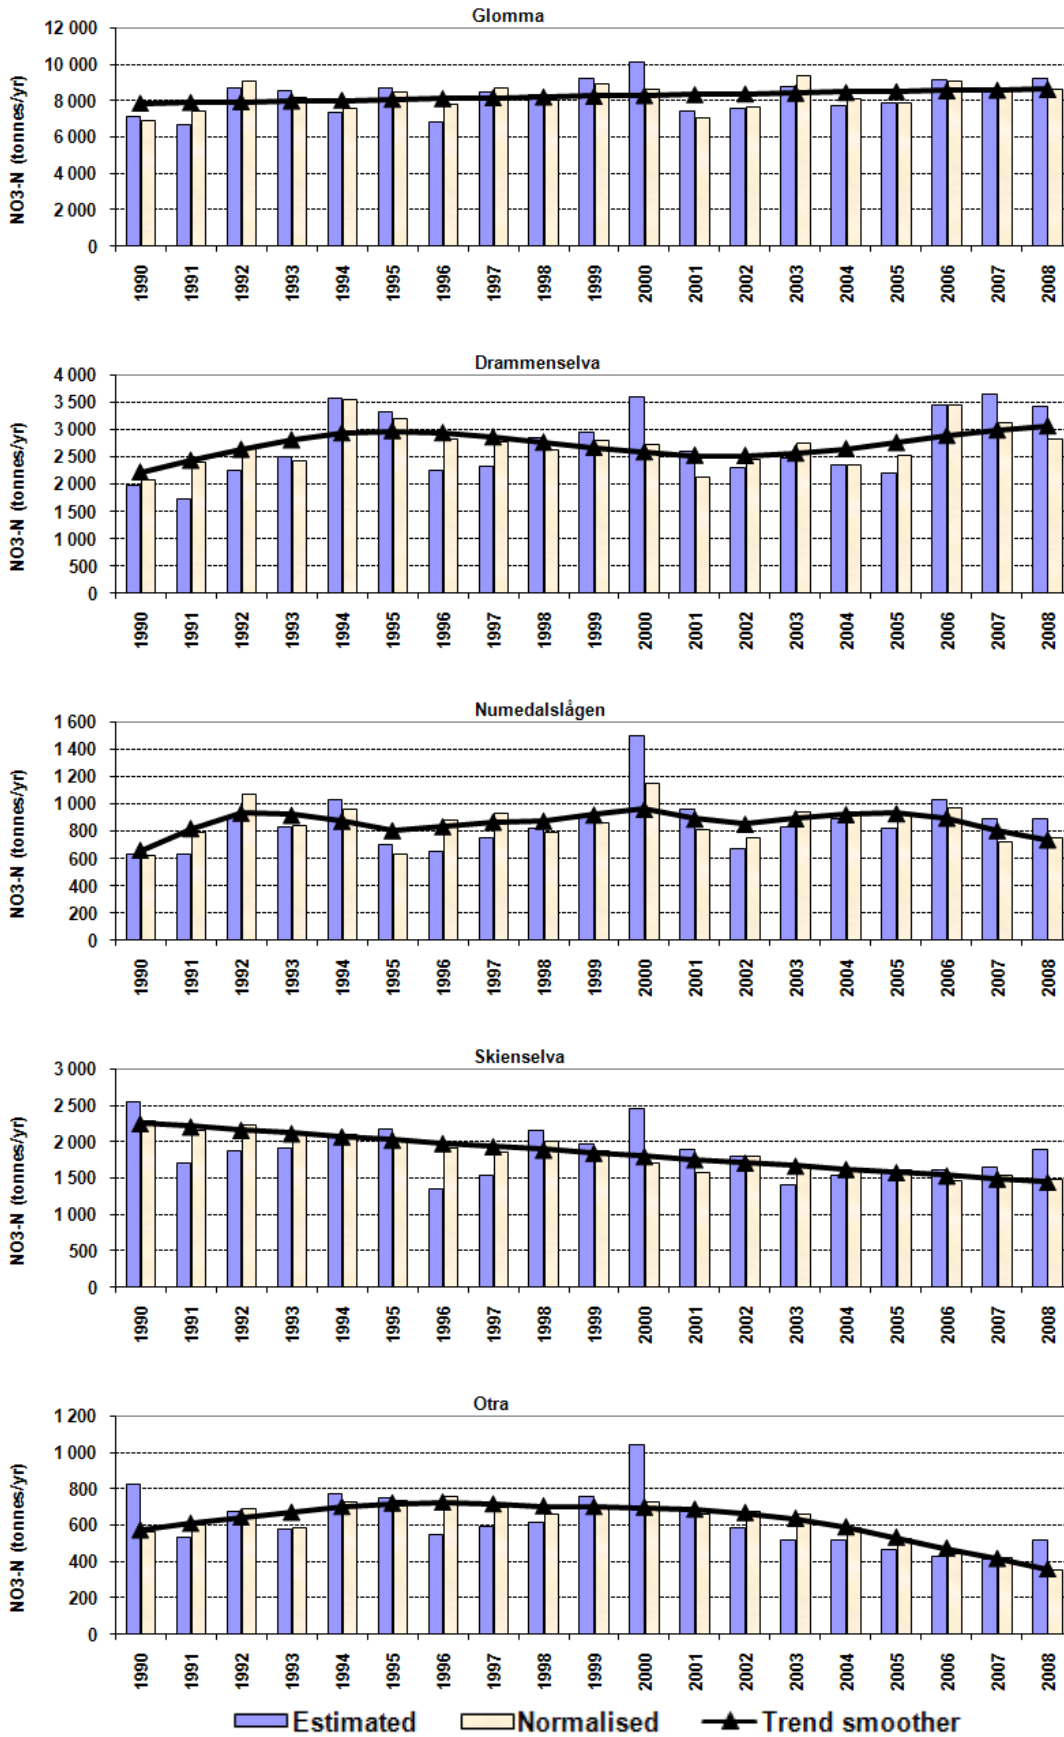 Glomma
NO3-N (tonnes/yr)
12 000
10 000
8 000
6 000
4 000
2 000
0
1990 1991 1992 1993 1994 1995 1996 1997 1998 1999 2000 2001 2002 2003 2004 2005 2006 2007 2008
Drammenselva
NO3-N (tonnes/yr)
4 000
3 500
3 000
2 500
2 000
1 500
1 000
500
0
1990 1991 1992 1993 1994 1995 1996 1997 1998 1999 2000 2001 2002 2003 2004 2005 2006 2007 2008
Numedalslågen
NO3-N (tonnes/yr)
1 600
1 400
1 200
1 000
800
600
400
200
0
1990 1991 1992 1993 1994 1995 1996 1997 1998 1999 2000 2001 2002 2003 2004 2005 2006 2007 2008
Skienselva
NO3-N (tonnes/yr)
3 000
2 500
2 000
1 500
1 000
500
0
1990 1991 1992 1993 1994 1995 1996 1997 1998 1999 2000 2001 2002 2003 2004 2005 2006 2007 2008
Otra
NO3-N (tonnes/yr)
1 200
1 000
800
600
400
200
0
1990 1991 1992 1993 1994 1995 1996 1997 1998 1999 2000 2001 2002 2003 2004 2005 2006 2007 2008
Estimated Normalised Trend smoother